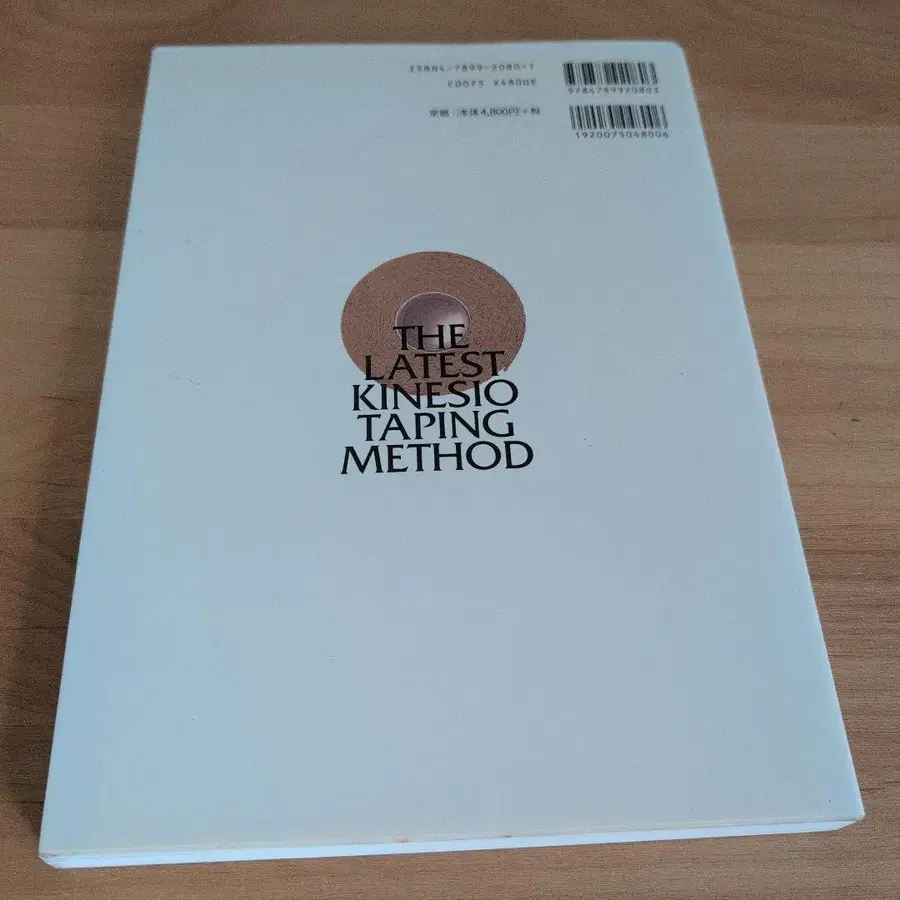 ISBN4-7899-2080-1
C0075 ¥4800E
定価:[本体4,800円]+税
9784789920803
1920075048006
THE
LATEST
KINESIO
TAPING
METHOD